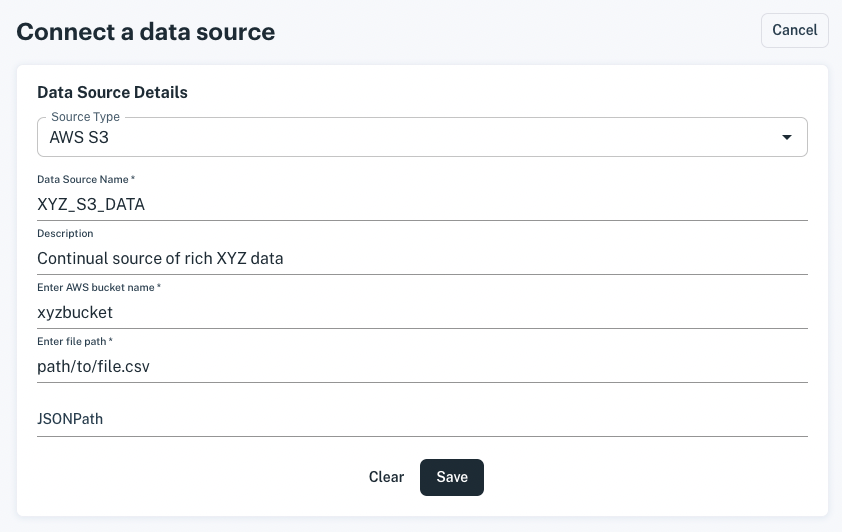 Connect a data source
Cancel
Data Source Details
Source Type
AWS S3
Data Source Name *
XYZ_S3_DATA
Description
Continual source of rich XYZ data
Enter AWS bucket name *
xyzbucket
Enter file path *
path/to/file.csv
JSONPath
Clear
Save